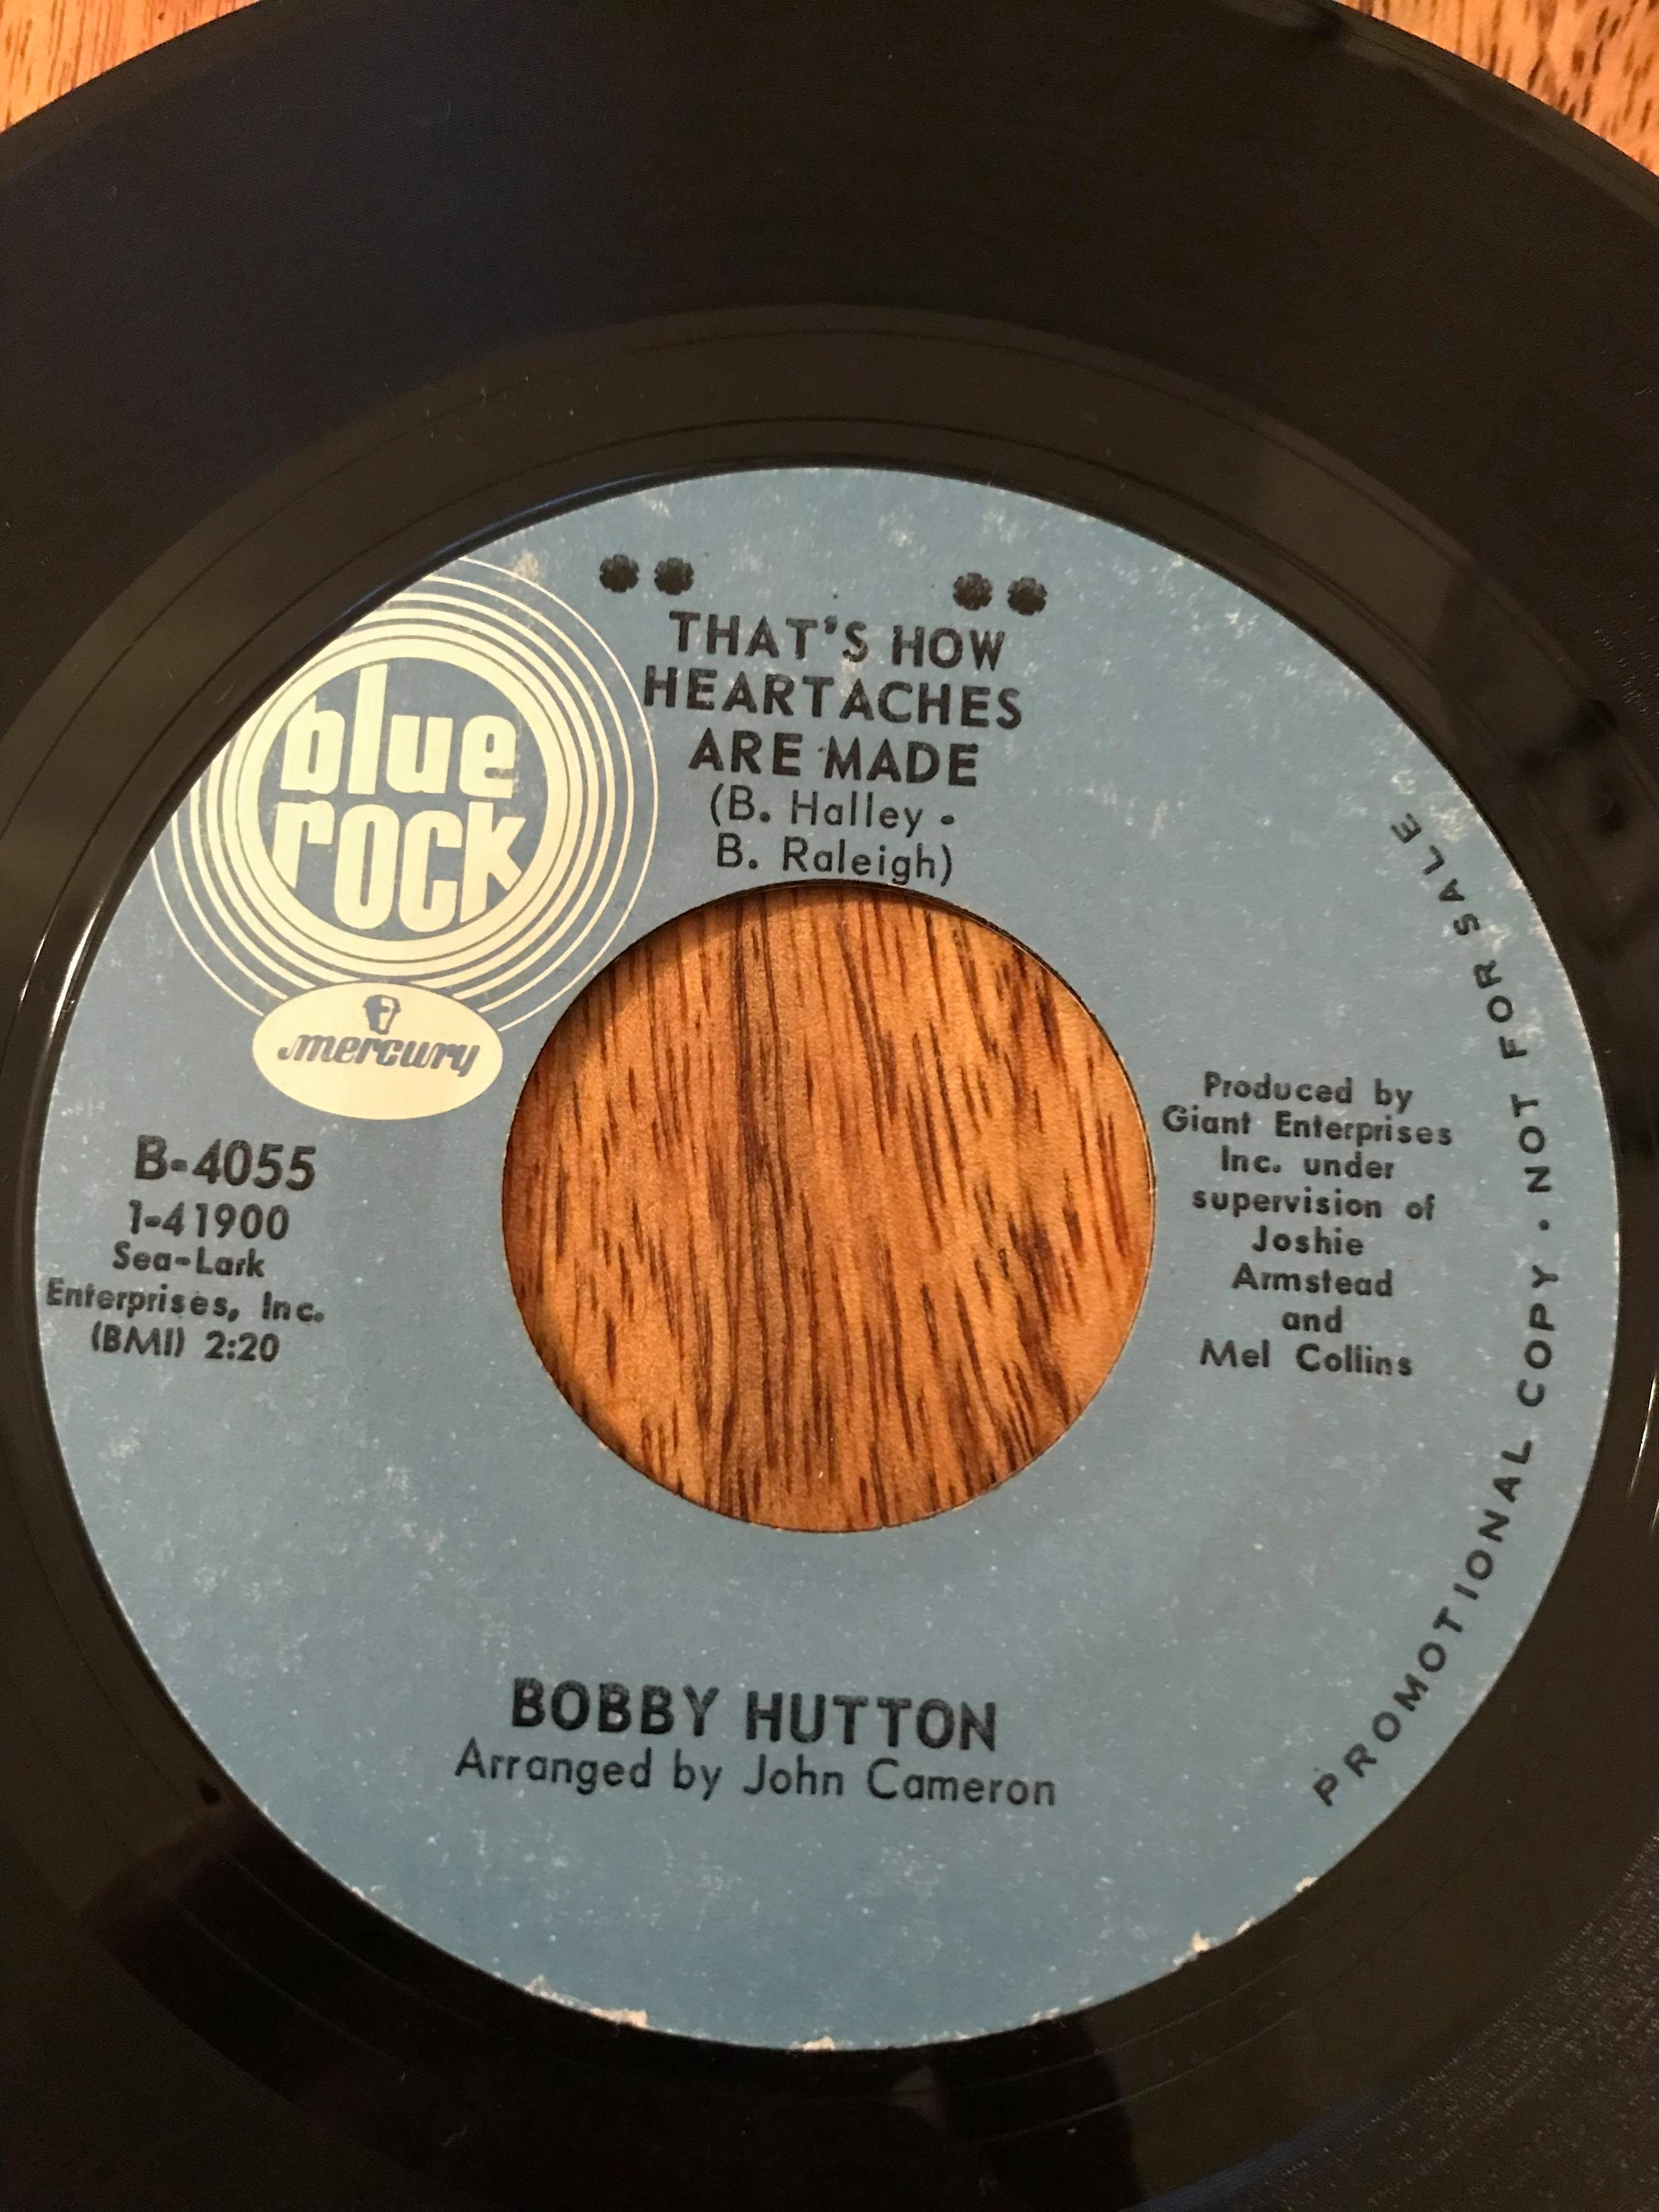 THAT'S HOW
HEARTACHES
ARE MADE
(B. Halley -
B. Raleigh)
blue
rock
mercury
B-4055
1-41900
Sea-Lark
Enterprises, Inc.
(BMI) 2:20
Produced by
Giant Enterprises
Inc. under
supervision of
Joshie
Armstead
and
Mel Collins
PROMOTIONAL COPY · NOT FOR SALE
BOBBY HUTTON
Arranged by John Cameron